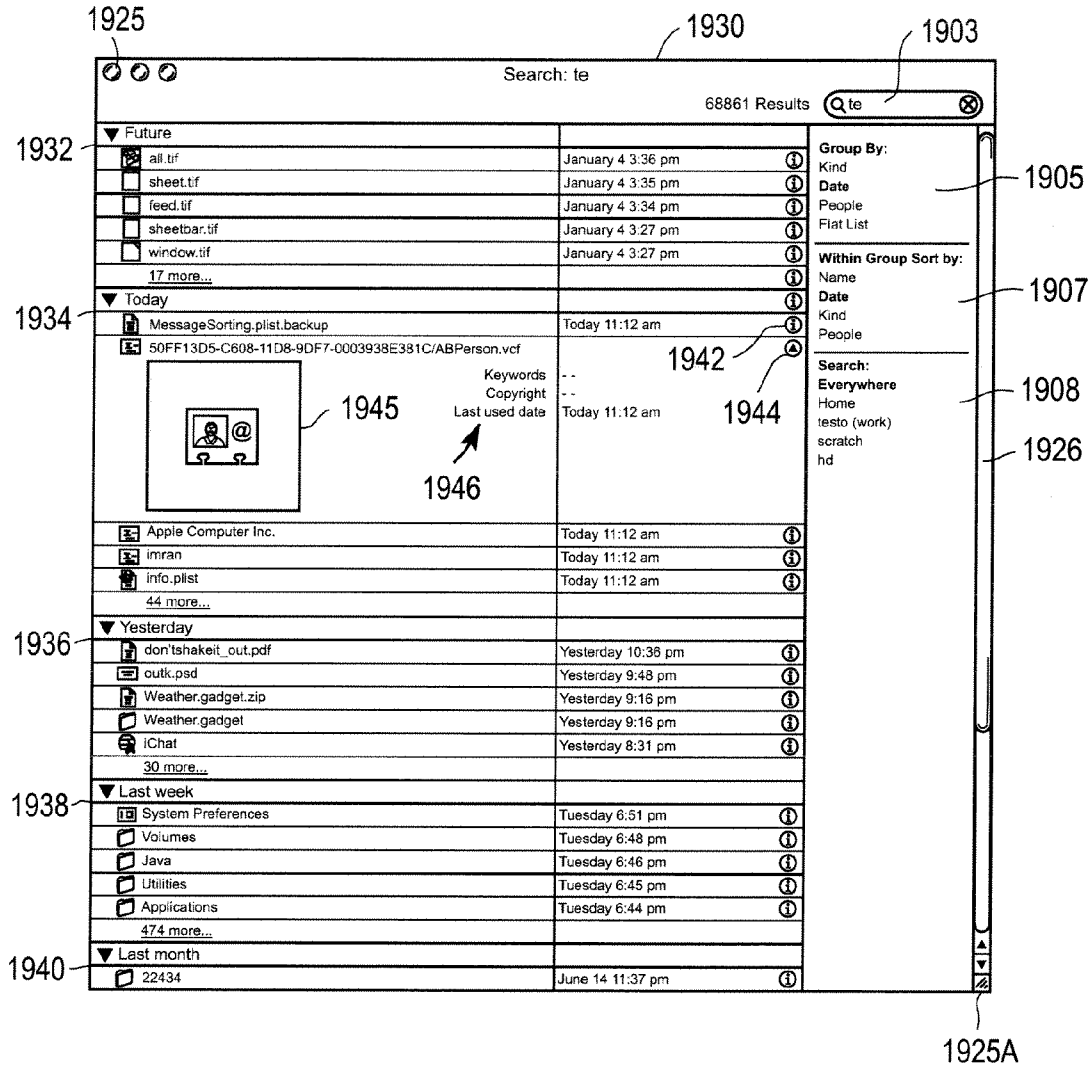 1925
1930
1903
Search: te
68861 Results
te
Future
1932
all.tif January 4 3:36 pm
sheet.tif January 4 3:35 pm
feed.tif January 4 3:34 pm
sheetbar.tif January 4 3:27 pm
window.tif January 4 3:27 pm
17 more...
Today
1934
MessageSorting.plist.backup Today 11:12 am
50FF13D5-C608-11D8-9DF7-0003938E381C/ABPerson.vcf
1942
1944
@
1945
Keywords - -
Copyright - -
Last used date Today 11:12 am
1946
Apple Computer Inc. Today 11:12 am
imran Today 11:12 am
info.plist Today 11:12 am
44 more...
Yesterday
1936
don'tshakeit_out.pdf Yesterday 10:36 pm
outk.psd Yesterday 9:48 pm
Weather.gadget.zip Yesterday 9:16 pm
Weather.gadget Yesterday 9:16 pm
iChat Yesterday 8:31 pm
30 more...
Last week
1938
System Preferences Tuesday 6:51 pm
Volumes Tuesday 6:48 pm
Java Tuesday 6:46 pm
Utilities Tuesday 6:45 pm
Applications Tuesday 6:44 pm
474 more...
Last month
1940
22434 June 14 11:37 pm
Group By:
Kind
Date
People
Flat List
1905
Within Group Sort by:
Name
Date
Kind
People
1907
Search:
Everywhere
Home
testo (work)
scratch
hd
1908
1926
1925A